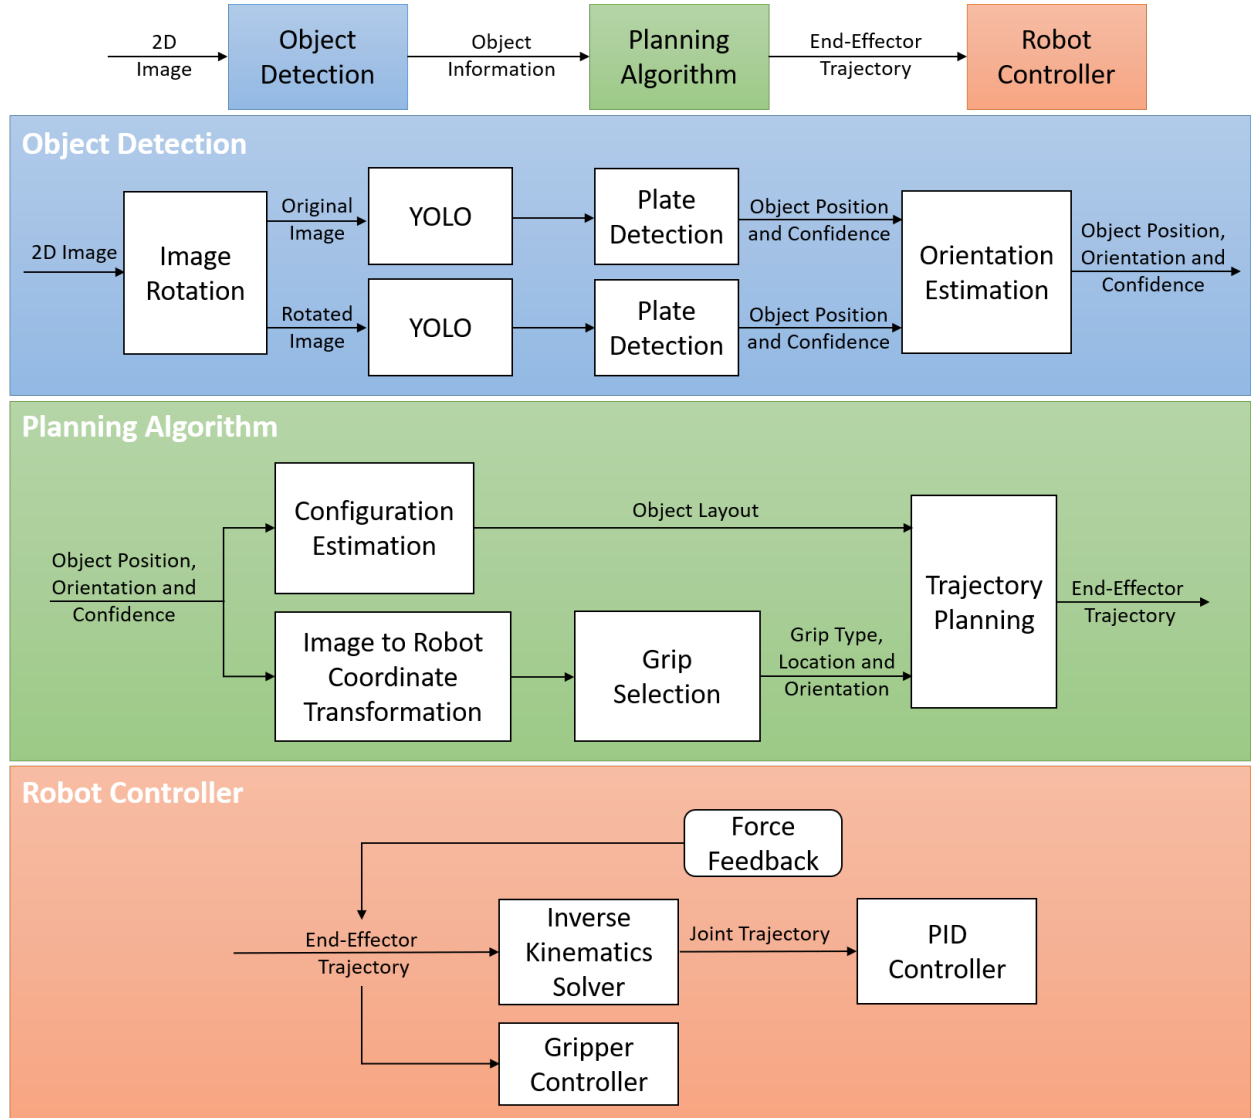 2D
Image
Object
Detection
Object
Information
Planning
Algorithm
End-Effector
Trajectory
Robot
Controller
Object Detection
2D Image
Image
Rotation
Original
Image
YOLO
Plate
Detection
Object Position
and Confidence
Rotated
Image
YOLO
Plate
Detection
Object Position
and Confidence
Orientation
Estimation
Object Position,
Orientation and
Confidence
Planning Algorithm
Object Position,
Orientation and
Confidence
Configuration
Estimation
Object Layout
Image to Robot
Coordinate
Transformation
Grip
Selection
Grip Type,
Location and
Orientation
Trajectory
Planning
End-Effector
Trajectory
Robot Controller
Force
Feedback
End-Effector
Trajectory
Inverse
Kinematics
Solver
Joint Trajectory
PID
Controller
Gripper
Controller